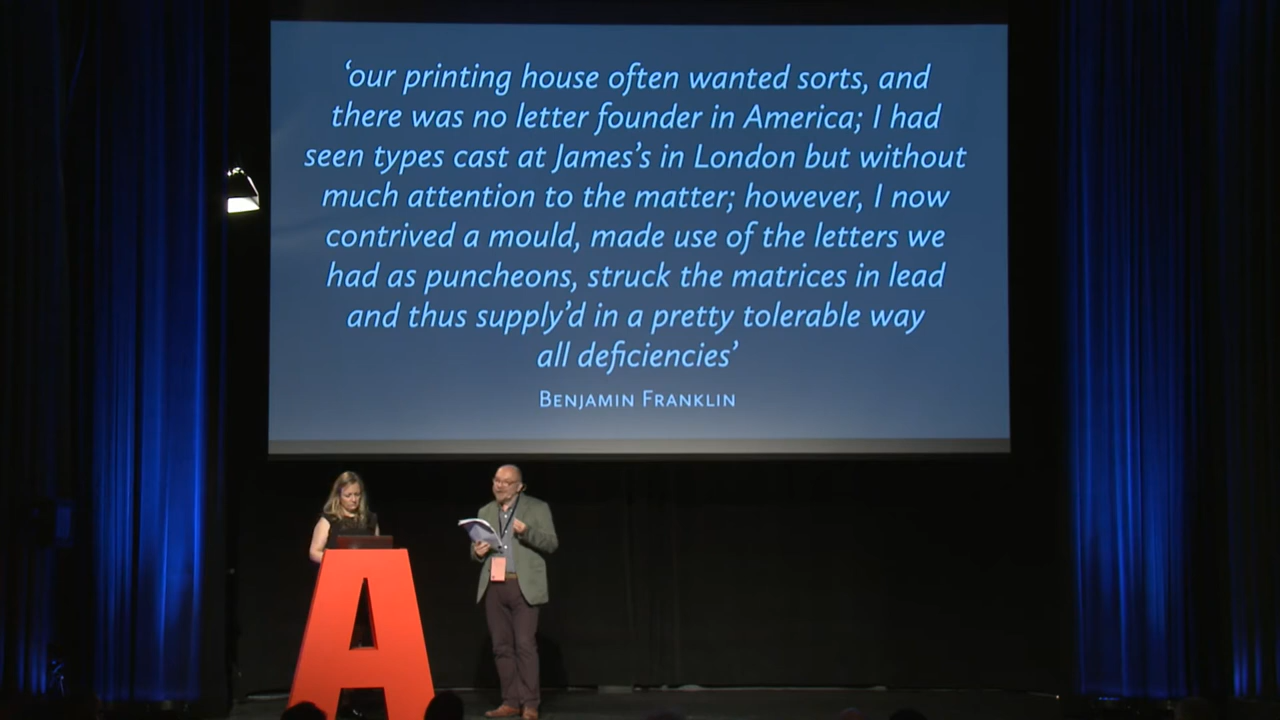 ‘our printing house often wanted sorts, and
there was no letter founder in America; I had
seen types cast at James’s in London but without
much attention to the matter; however, I now
contrived a mould, made use of the letters we
had as puncheons, struck the matrices in lead
and thus supply’d in a pretty tolerable way
all deficiencies’
Benjamin Franklin
A